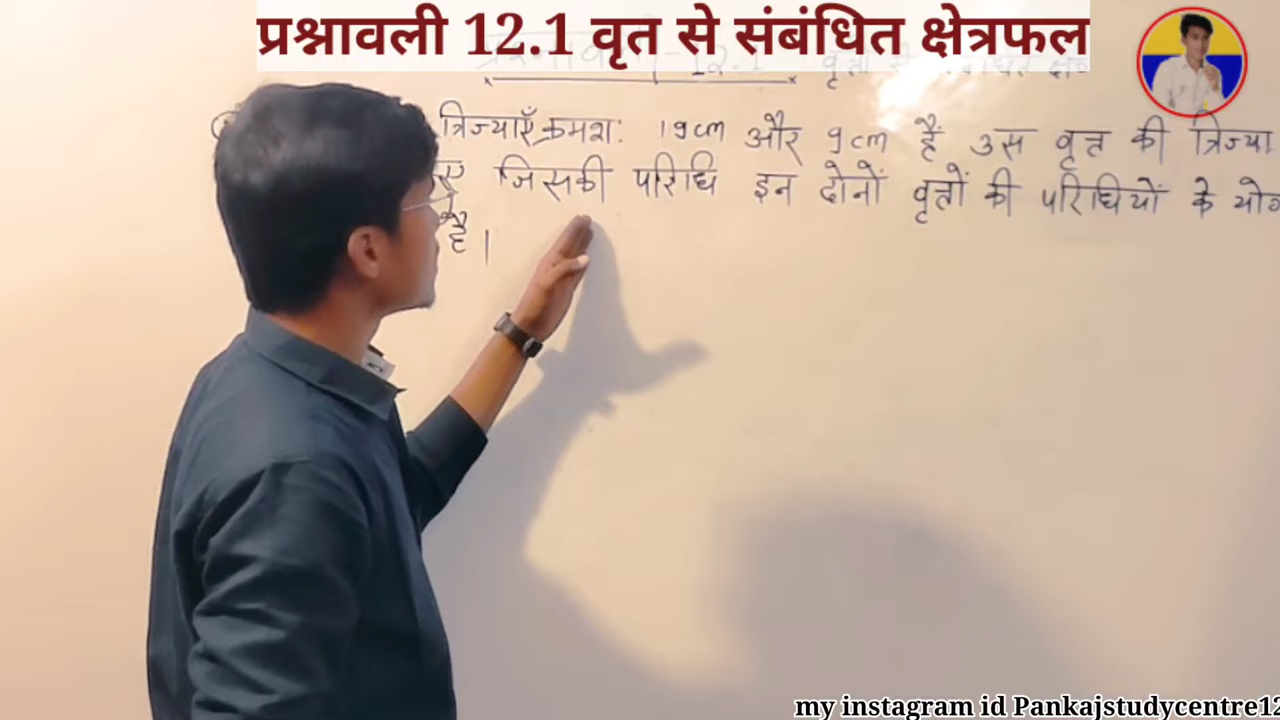 प्रश्नावली 12.1 वृत से संबंधित क्षेत्रफल
त्रिज्याएँ क्रमश: 19cm और 9cm है उस वृत्त की त्रिज्या
जिसकी परिधि इन दोनों वृत्तों की परिधियों के
है।
my instagram id Pankajstudycentre12